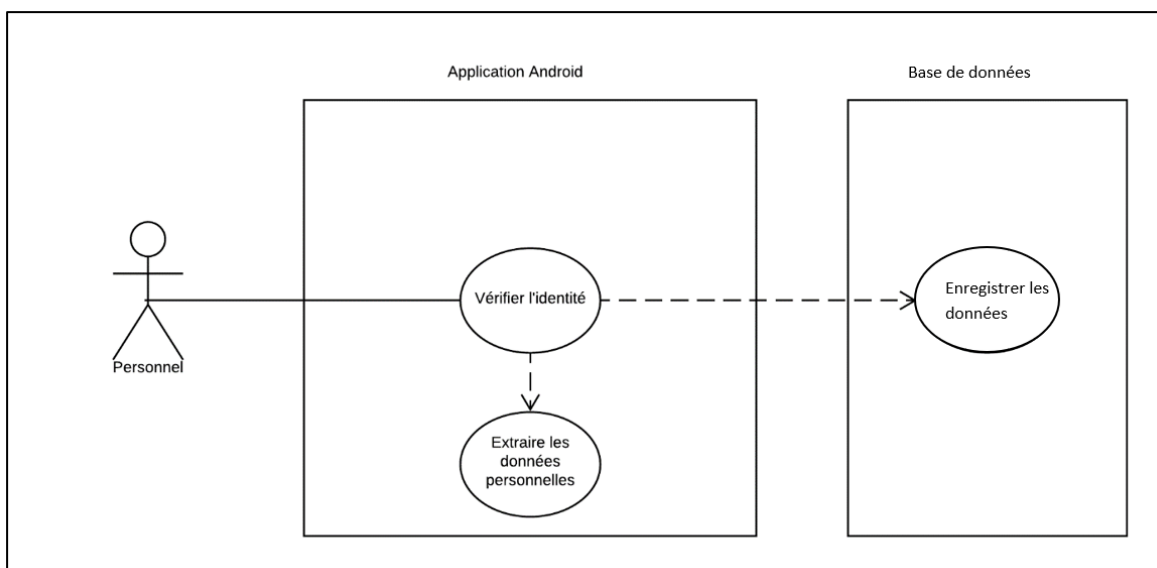 Application Android
Base de données
Vérifier l'identité
Enregistrer les
données
Personnel
Extraire les
données
personnelles